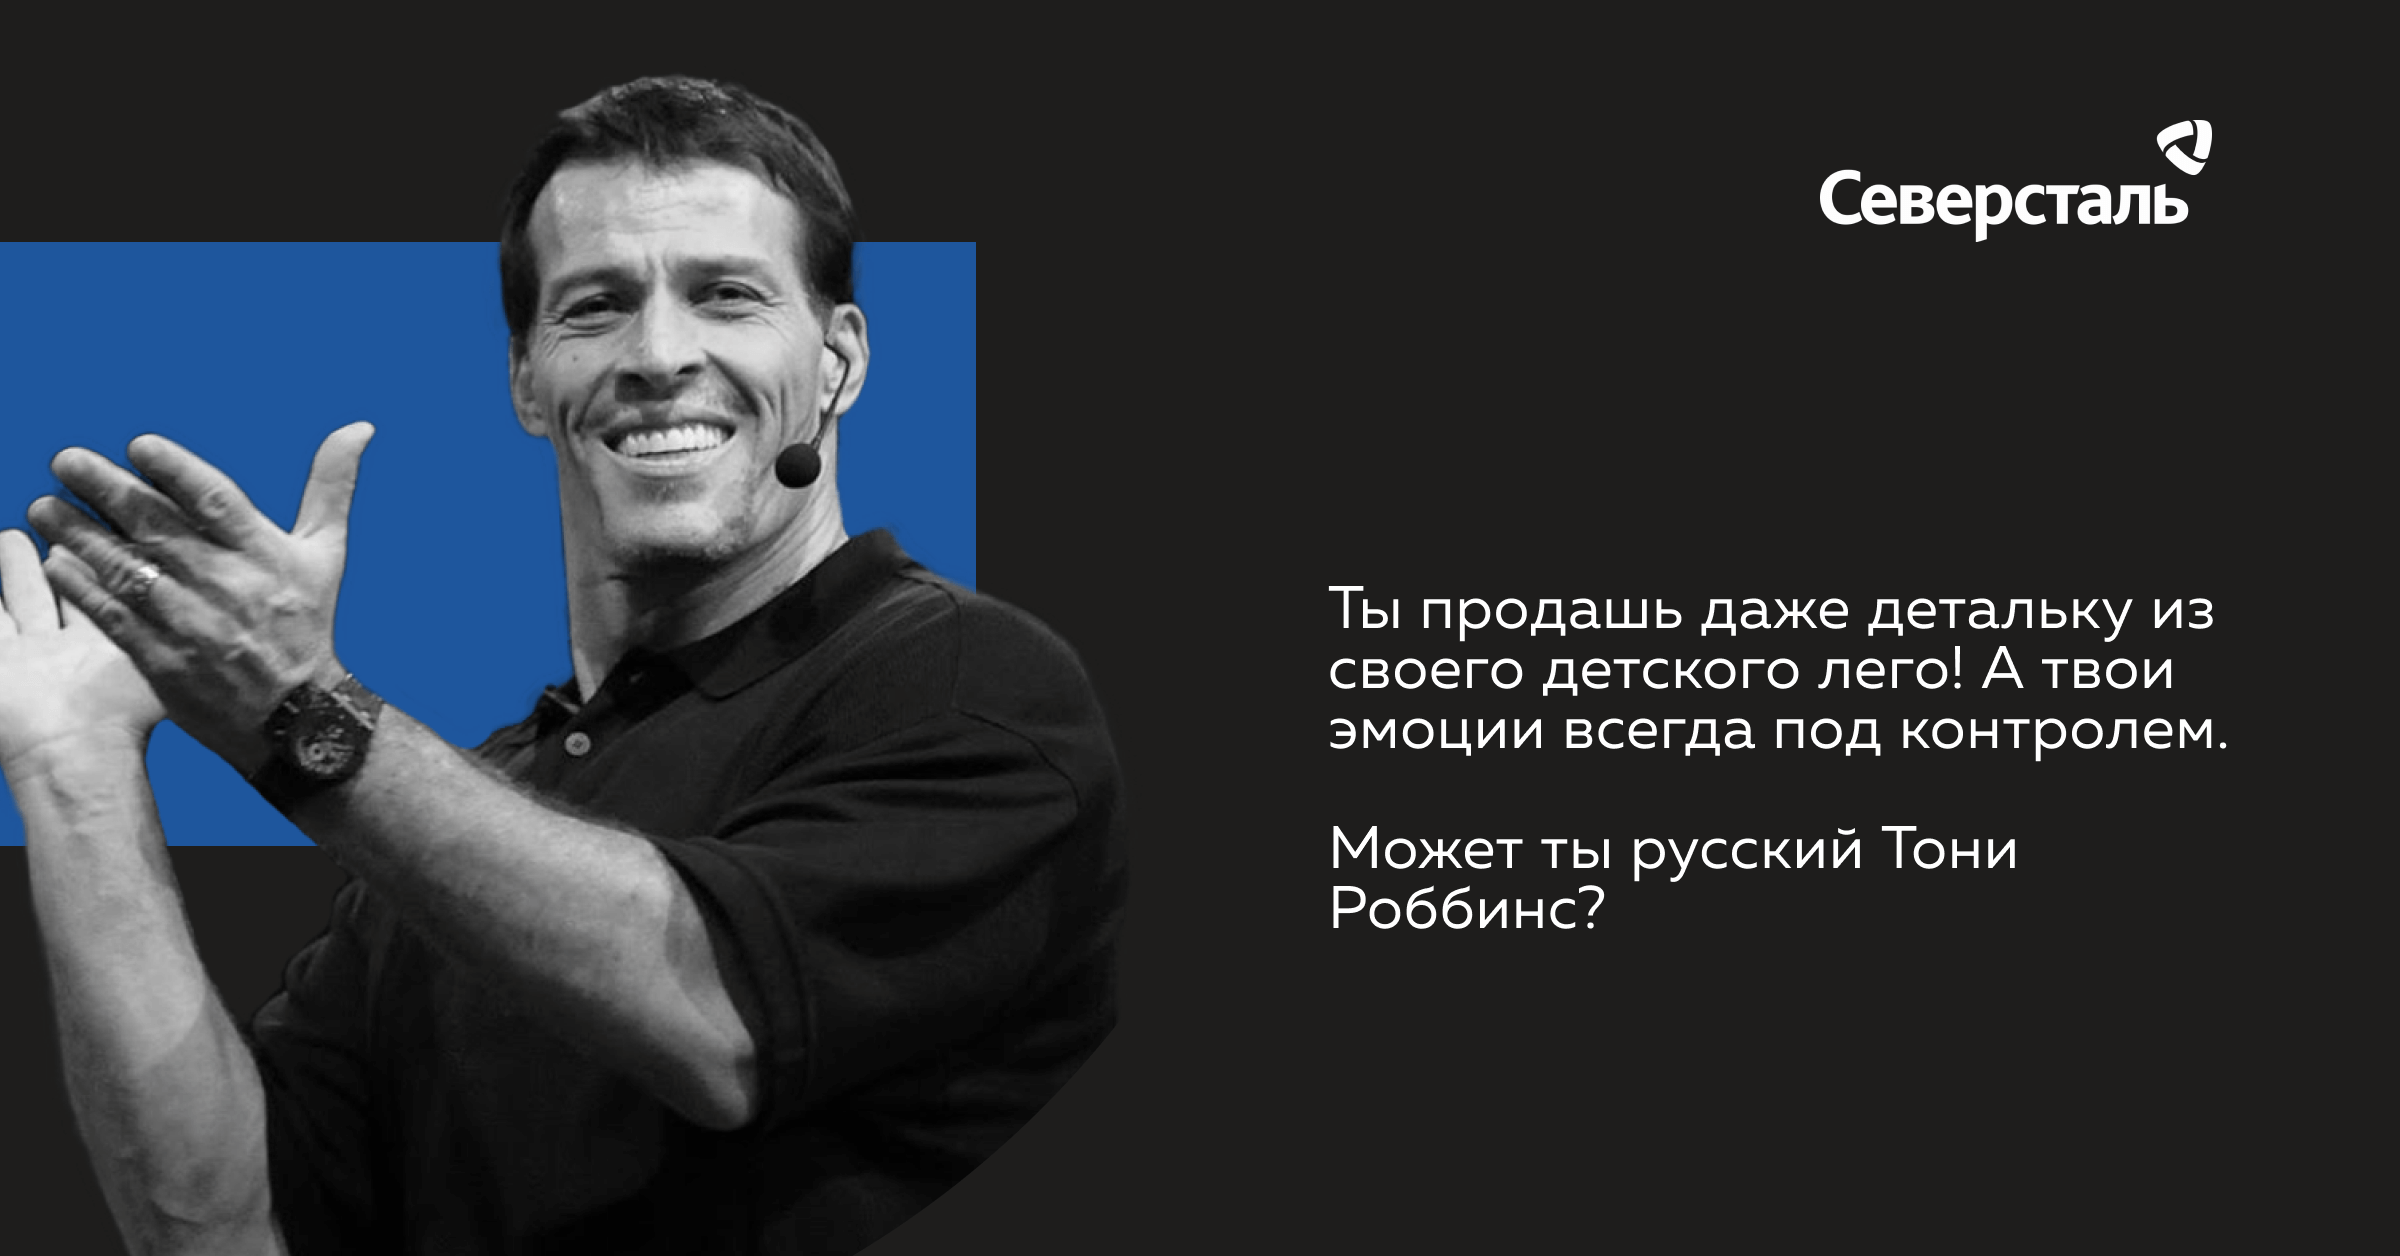 Северсталь
Ты продашь даже детальку из
своего детского лего! А твои
эмоции всегда под контролем.
Может ты русский Тони
Роббинс?